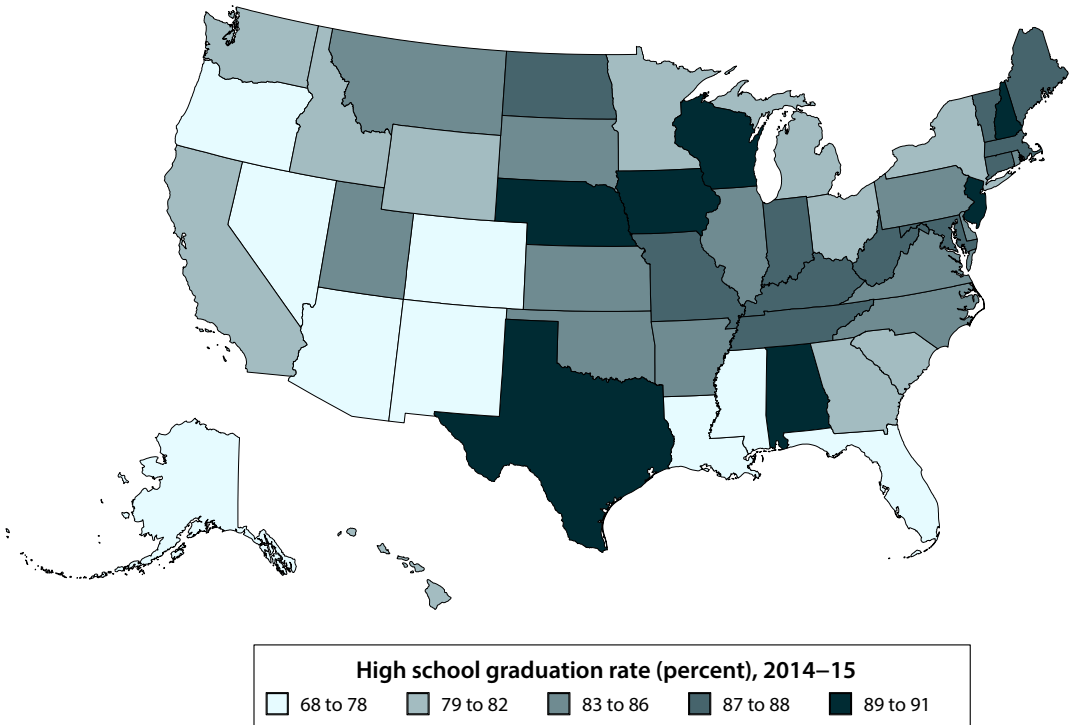 High school graduation rate (percent), 2014–15
68 to 78 79 to 82 83 to 86 87 to 88 89 to 91